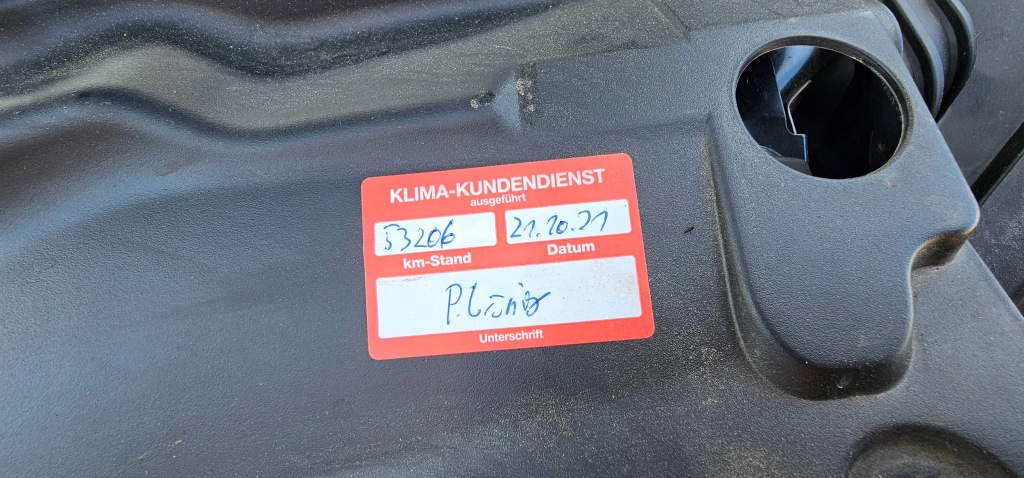 KLIMA-KUNDENDIENST
ausgeführt
53206 21.10.21
km-Stand Datum
Unterschrift